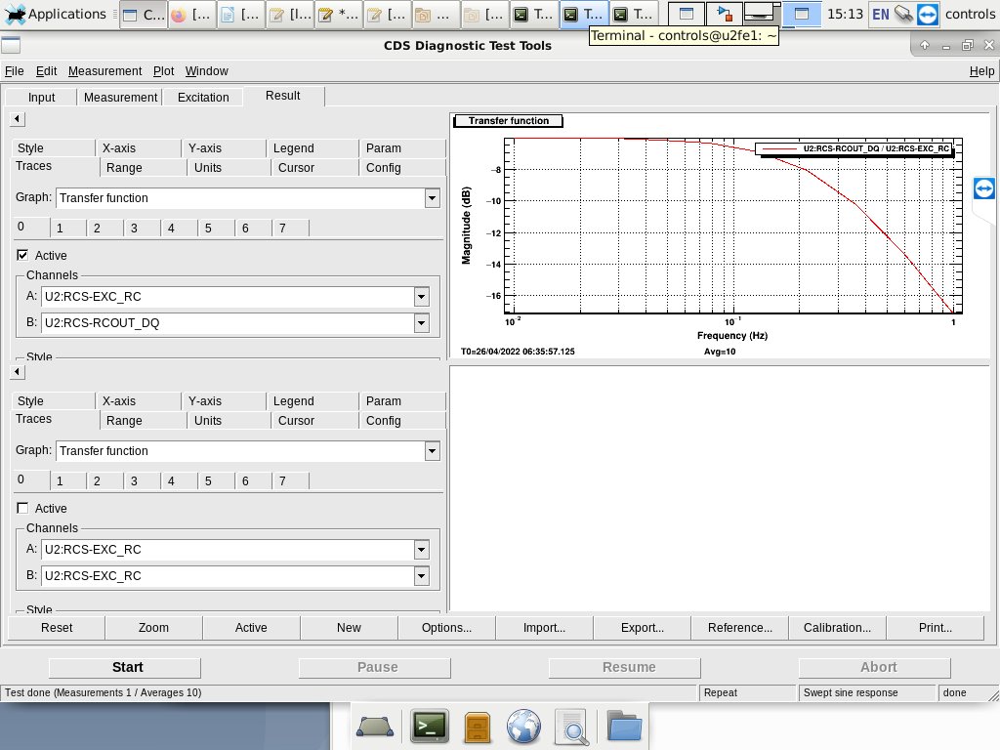 Applications C... [... [... [I... *... [... ... [... T... T... T... 15:13 EN controls
Terminal - controls@u2fe1: ~
CDS Diagnostic Test Tools
File Edit Measurement Plot Window Help
Input Measurement Excitation Result
Style X-axis Y-axis Legend Param
Traces Range Units Cursor Config
Graph: Transfer function
0 1 2 3 4 5 6 7
Active
Channels
A: U2:RCS-EXC_RC
B: U2:RCS-RCOUT_DQ
Style
Transfer function
U2:RCS-RCOUT_DQ / U2:RCS-EXC_RC
Magnitude (dB)
−8
−10
−12
−14
−16
10⁻² 10⁻¹ 1
Frequency (Hz)
T0=26/04/2022 06:35:57.125 Avg=10
Style X-axis Y-axis Legend Param
Traces Range Units Cursor Config
Graph: Transfer function
0 1 2 3 4 5 6 7
Active
Channels
A: U2:RCS-EXC_RC
B: U2:RCS-EXC_RC
Style
Reset Zoom Active New Options... Import... Export... Reference... Calibration... Print...
Start Pause Resume Abort
Test done (Measurements 1 / Averages 10) Repeat Swept sine response done